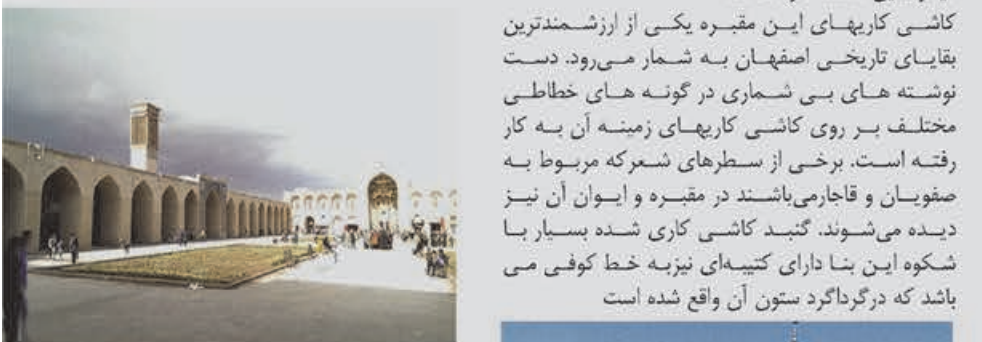 کاشی کاریهای این مقبره یکی از ارزشمندترین
بقایای تاریخی اصفهان به شمار می‌رود. دست
نوشته های بی شماری در گونه های خطاطی
مختلف بر روی کاشی کاریهای زمینه آن به کار
رفته است. برخی از سطرهای شعرکه مربوط به
صفویان و قاجارمی‌باشند در مقبره و ایوان آن نیز
دیده می‌شوند. گنبد کاشی کاری شده بسیار با
شکوه این بنا دارای کتیبه‌ای نیزبه خط کوفی می
باشد که درگرداگرد ستون آن واقع شده است